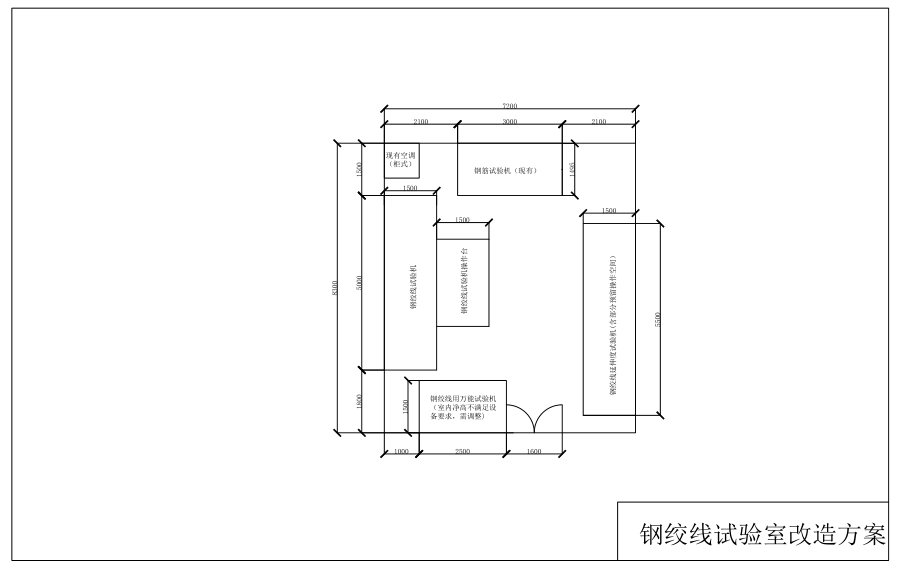 7200
2100
3000
2100
现有空调
（柜式）
钢筋试验机（现有）
1500
1495
1500
1500
1500
8300
5000
钢绞线试验机
钢绞线试验机操作台
钢绞线延伸度试验机(含部分预留操作空间)
5500
1800
1500
钢绞线用万能试验机
（室内净高不满足设
备要求，需调整)
1000
2500
1600
钢绞线试验室改造方案